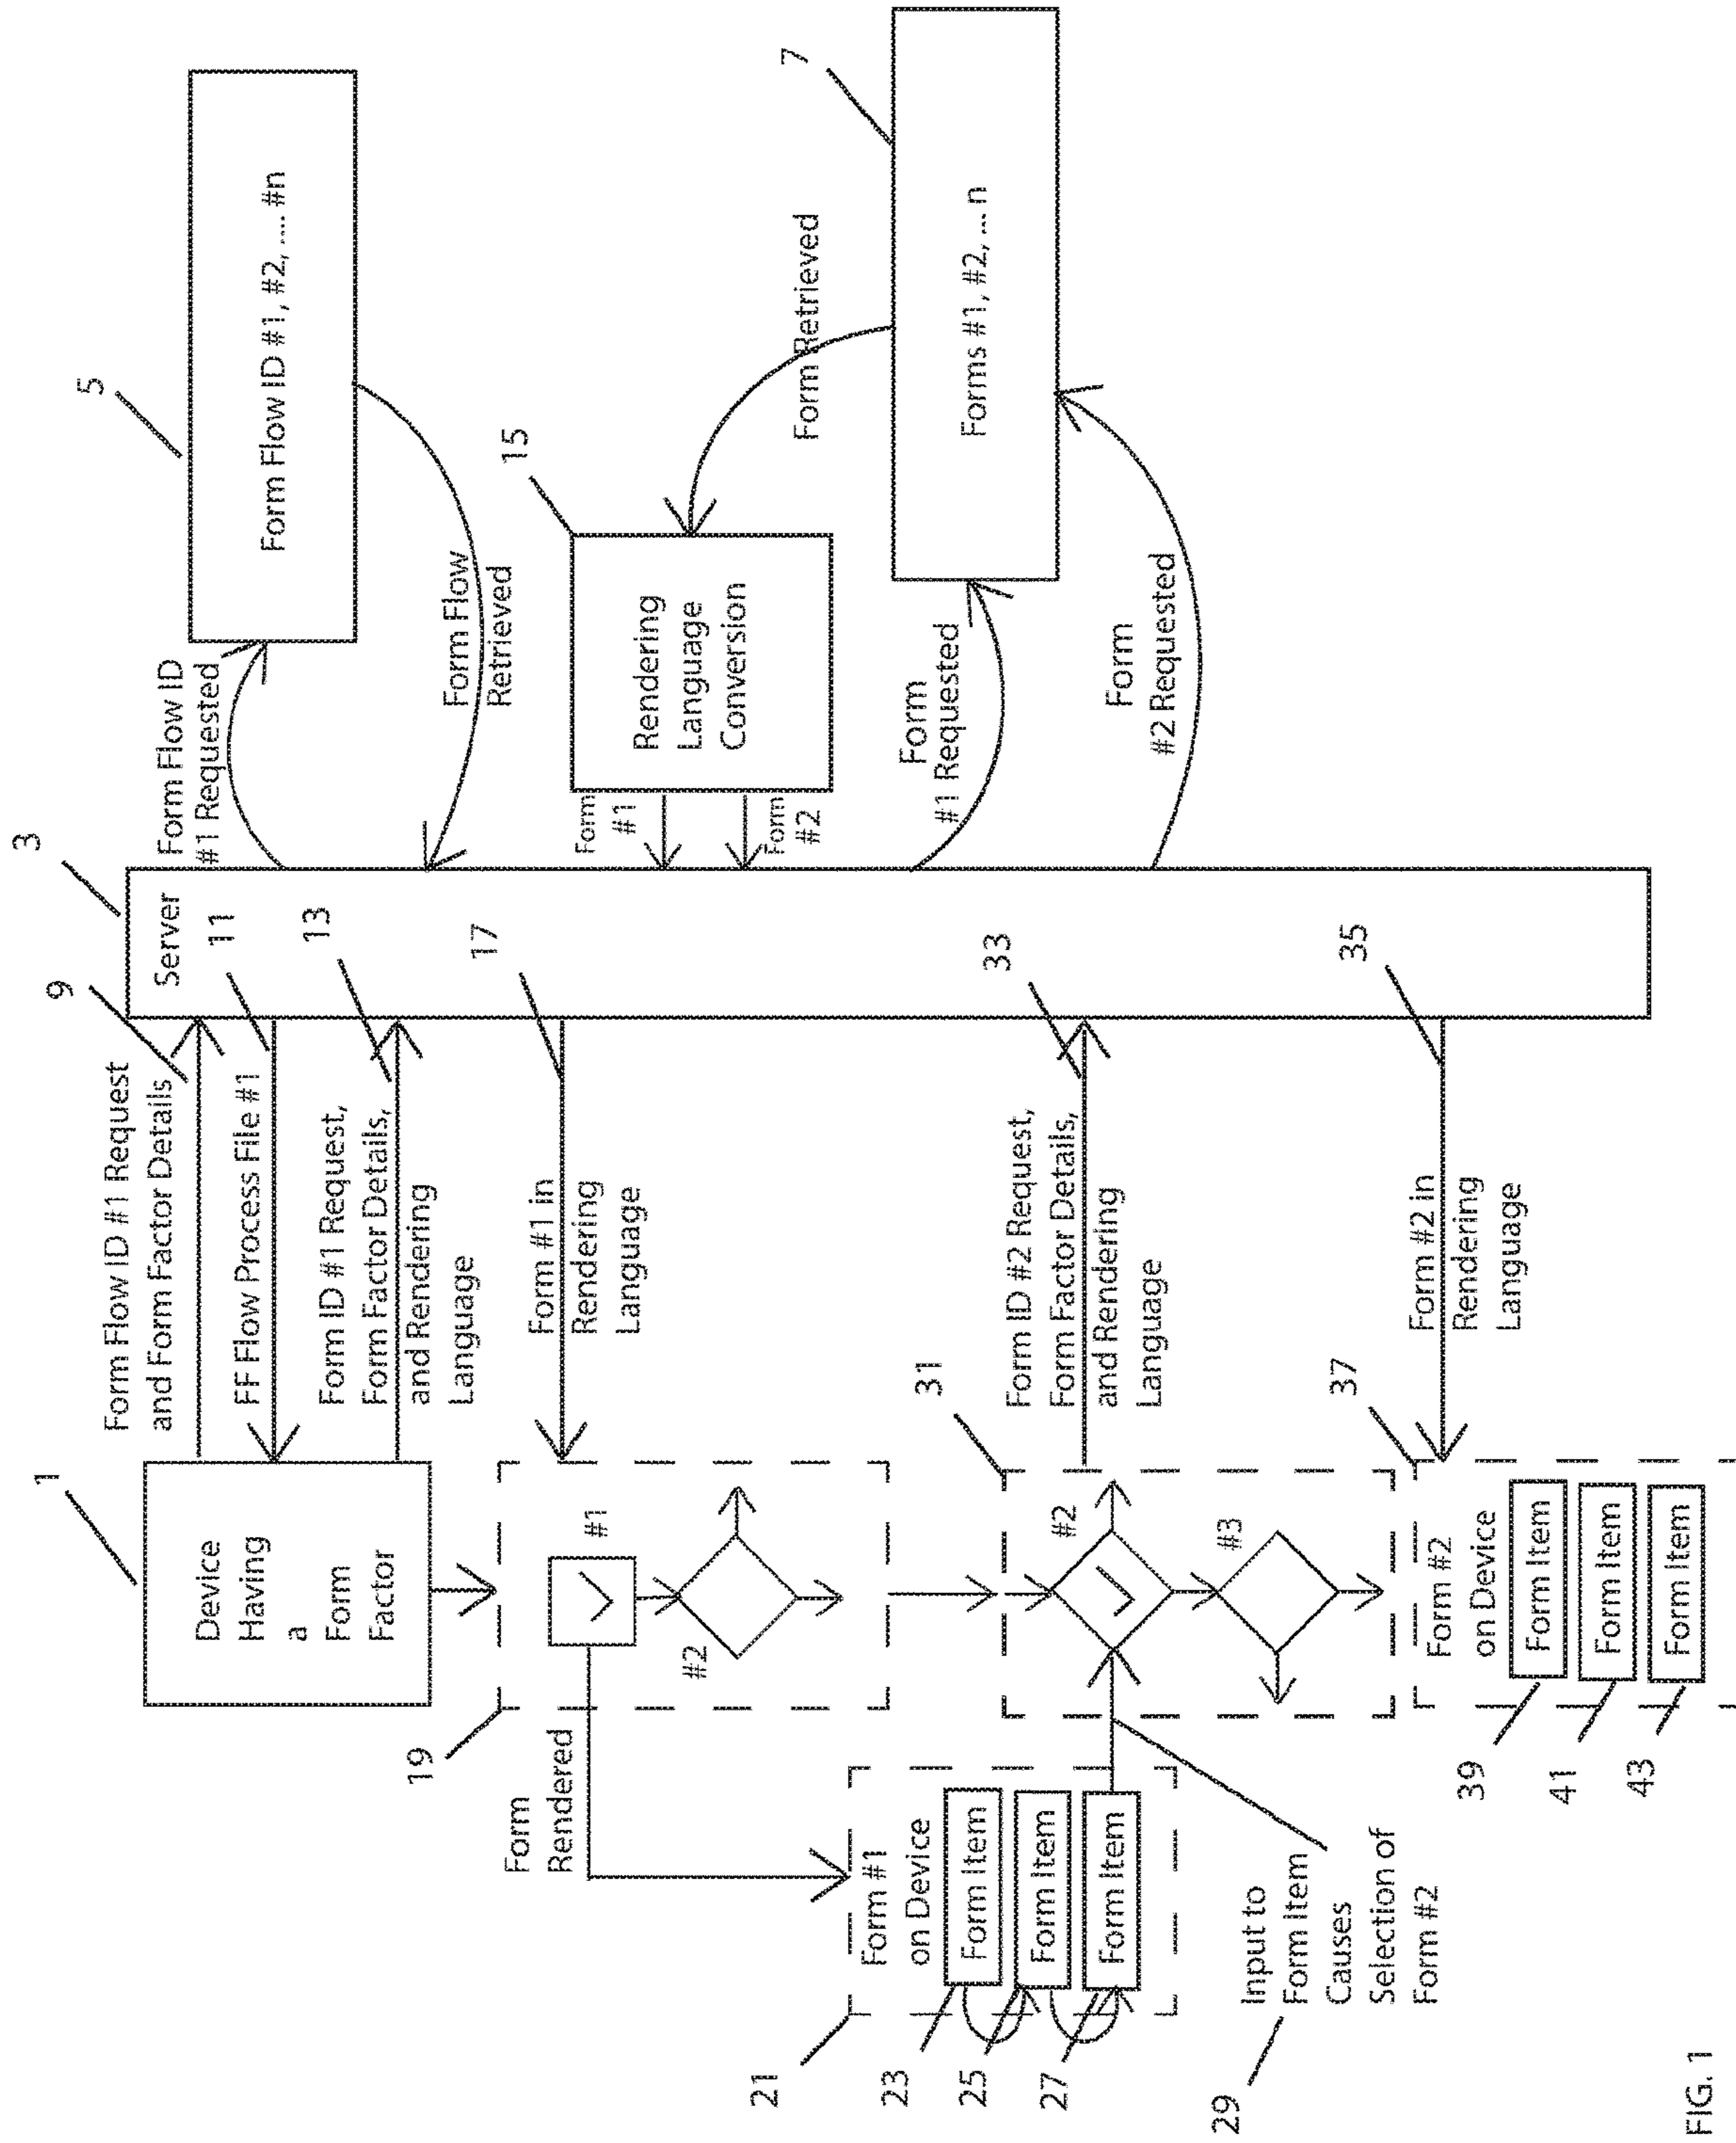 1
Device
Having
a
Form
Factor
Form Flow ID #1 Request
and Form Factor Details
9
FF Flow Process File #1
11
Form ID #1 Request,
Form Factor Details,
and Rendering
Language
13
3
Server
Form Flow ID
#1 Requested
5
Form Flow ID #1, #2, .... #n
Form Flow
Retrieved
15
Rendering
Language
Conversion
Form
#1
Form
#2
Form Retrieved
7
Forms #1, #2, ... n
Form
#1 Requested
Form
#2 Requested
17
Form #1 in
Rendering
Language
19
#1
#2
Form
Rendered
21
Form #1
on Device
Form Item
Form Item
Form Item
23
25
27
29
Input to
Form Item
Causes
Selection of
Form #2
31
#2
#3
33
Form ID #2 Request,
Form Factor Details,
and Rendering
Language
35
Form #2 in
Rendering
Language
37
Form #2
on Device
Form Item
Form Item
Form Item
39
41
43
FIG. 1